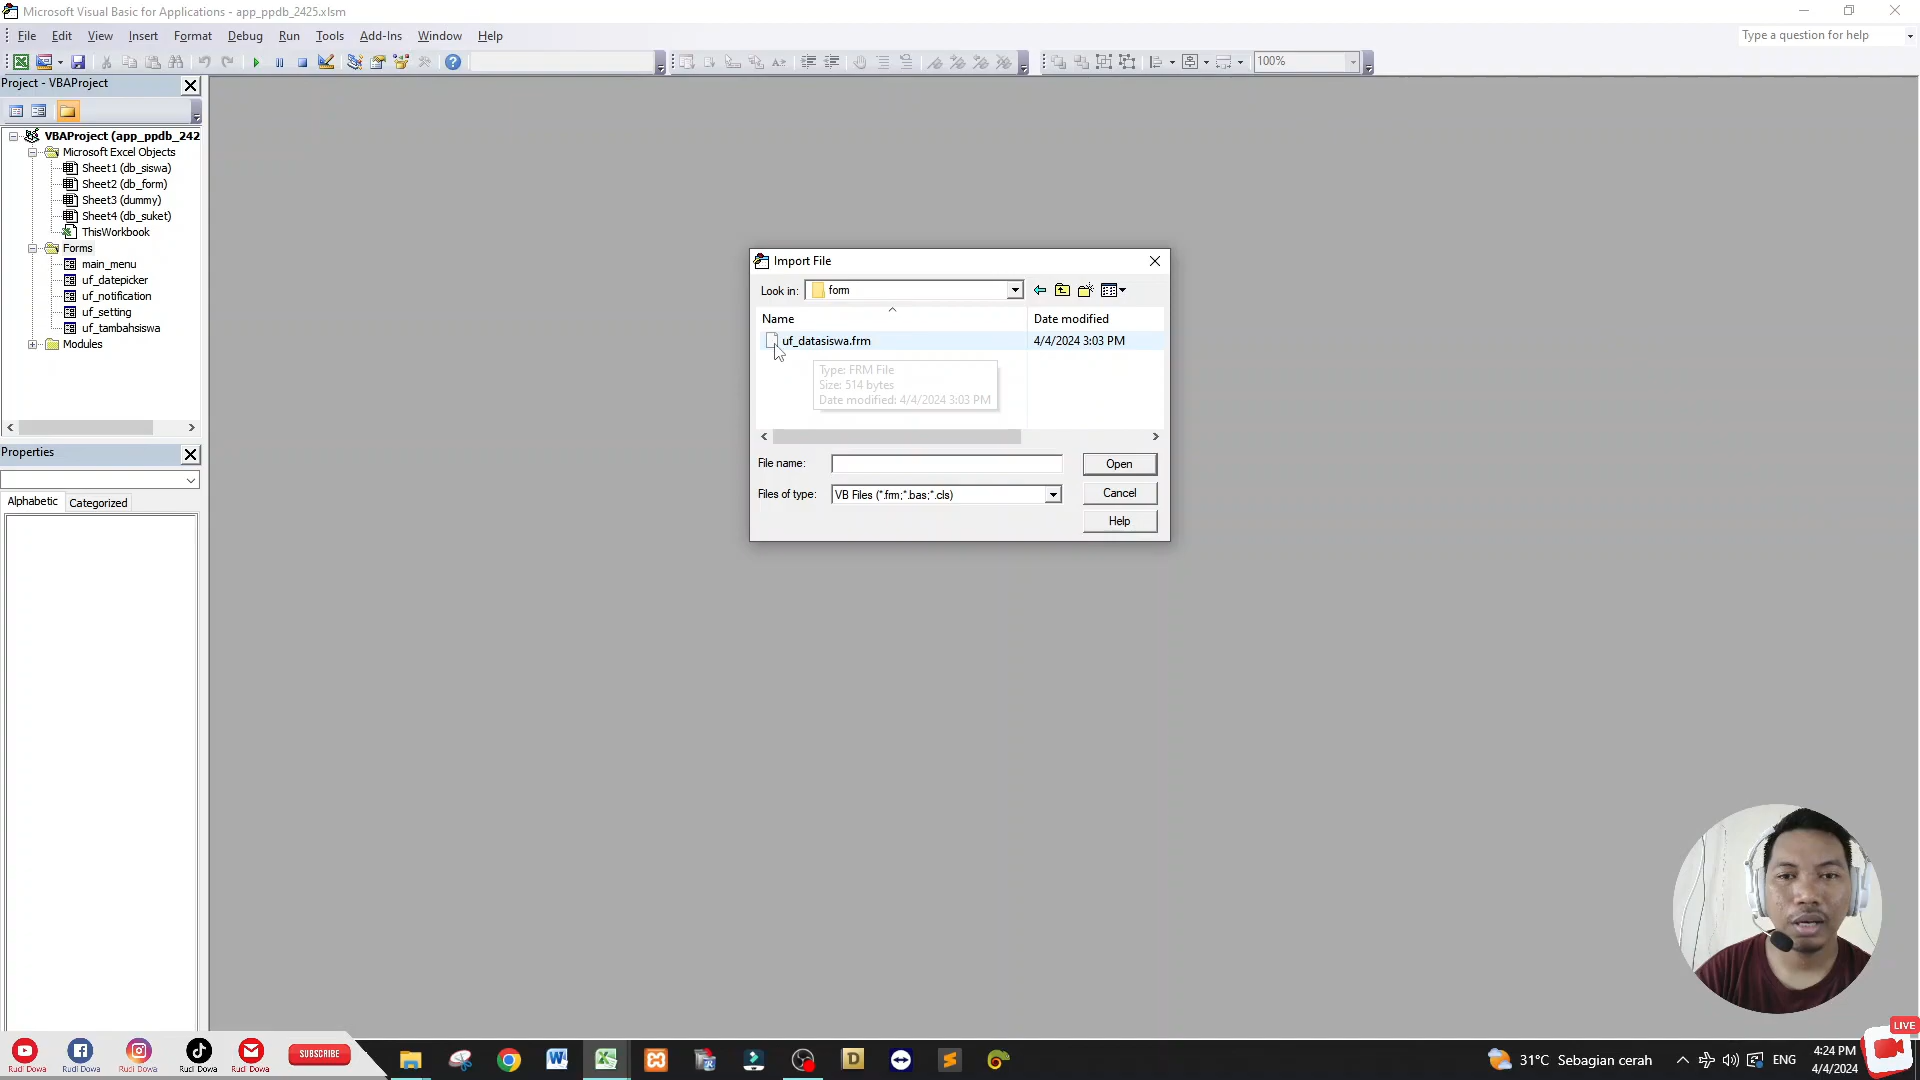 Microsoft Visual Basic for Applications - app_ppdb_2425.xlsm
File Edit View Insert Format Debug Run Tools Add-Ins Window Help
Type a question for help
100%
Project - VBAProject
VBAProject (app_ppdb_242
Microsoft Excel Objects
Sheet1 (db_siswa)
Sheet2 (db_form)
Sheet3 (dummy)
Sheet4 (db_suket)
ThisWorkbook
Forms
main_menu
uf_datepicker
uf_notification
uf_setting
uf_tambahsiswa
Modules
Properties
Alphabetic Categorized
Import File
Look in: form
Name Date modified
uf_datasiswa.frm 4/4/2024 3:03 PM
Type: FRM File
Size: 514 bytes
Date modified: 4/4/2024 3:03 PM
File name: Open
Files of type: VB Files (*.frm;*.bas;*.cls) Cancel
Help
Rudi Dowa Rudi Dowa Rudi Dowa Rudi Dowa Rudi Dowa
SUBSCRIBE
31°C Sebagian cerah
ENG
4:24 PM
4/4/2024
LIVE